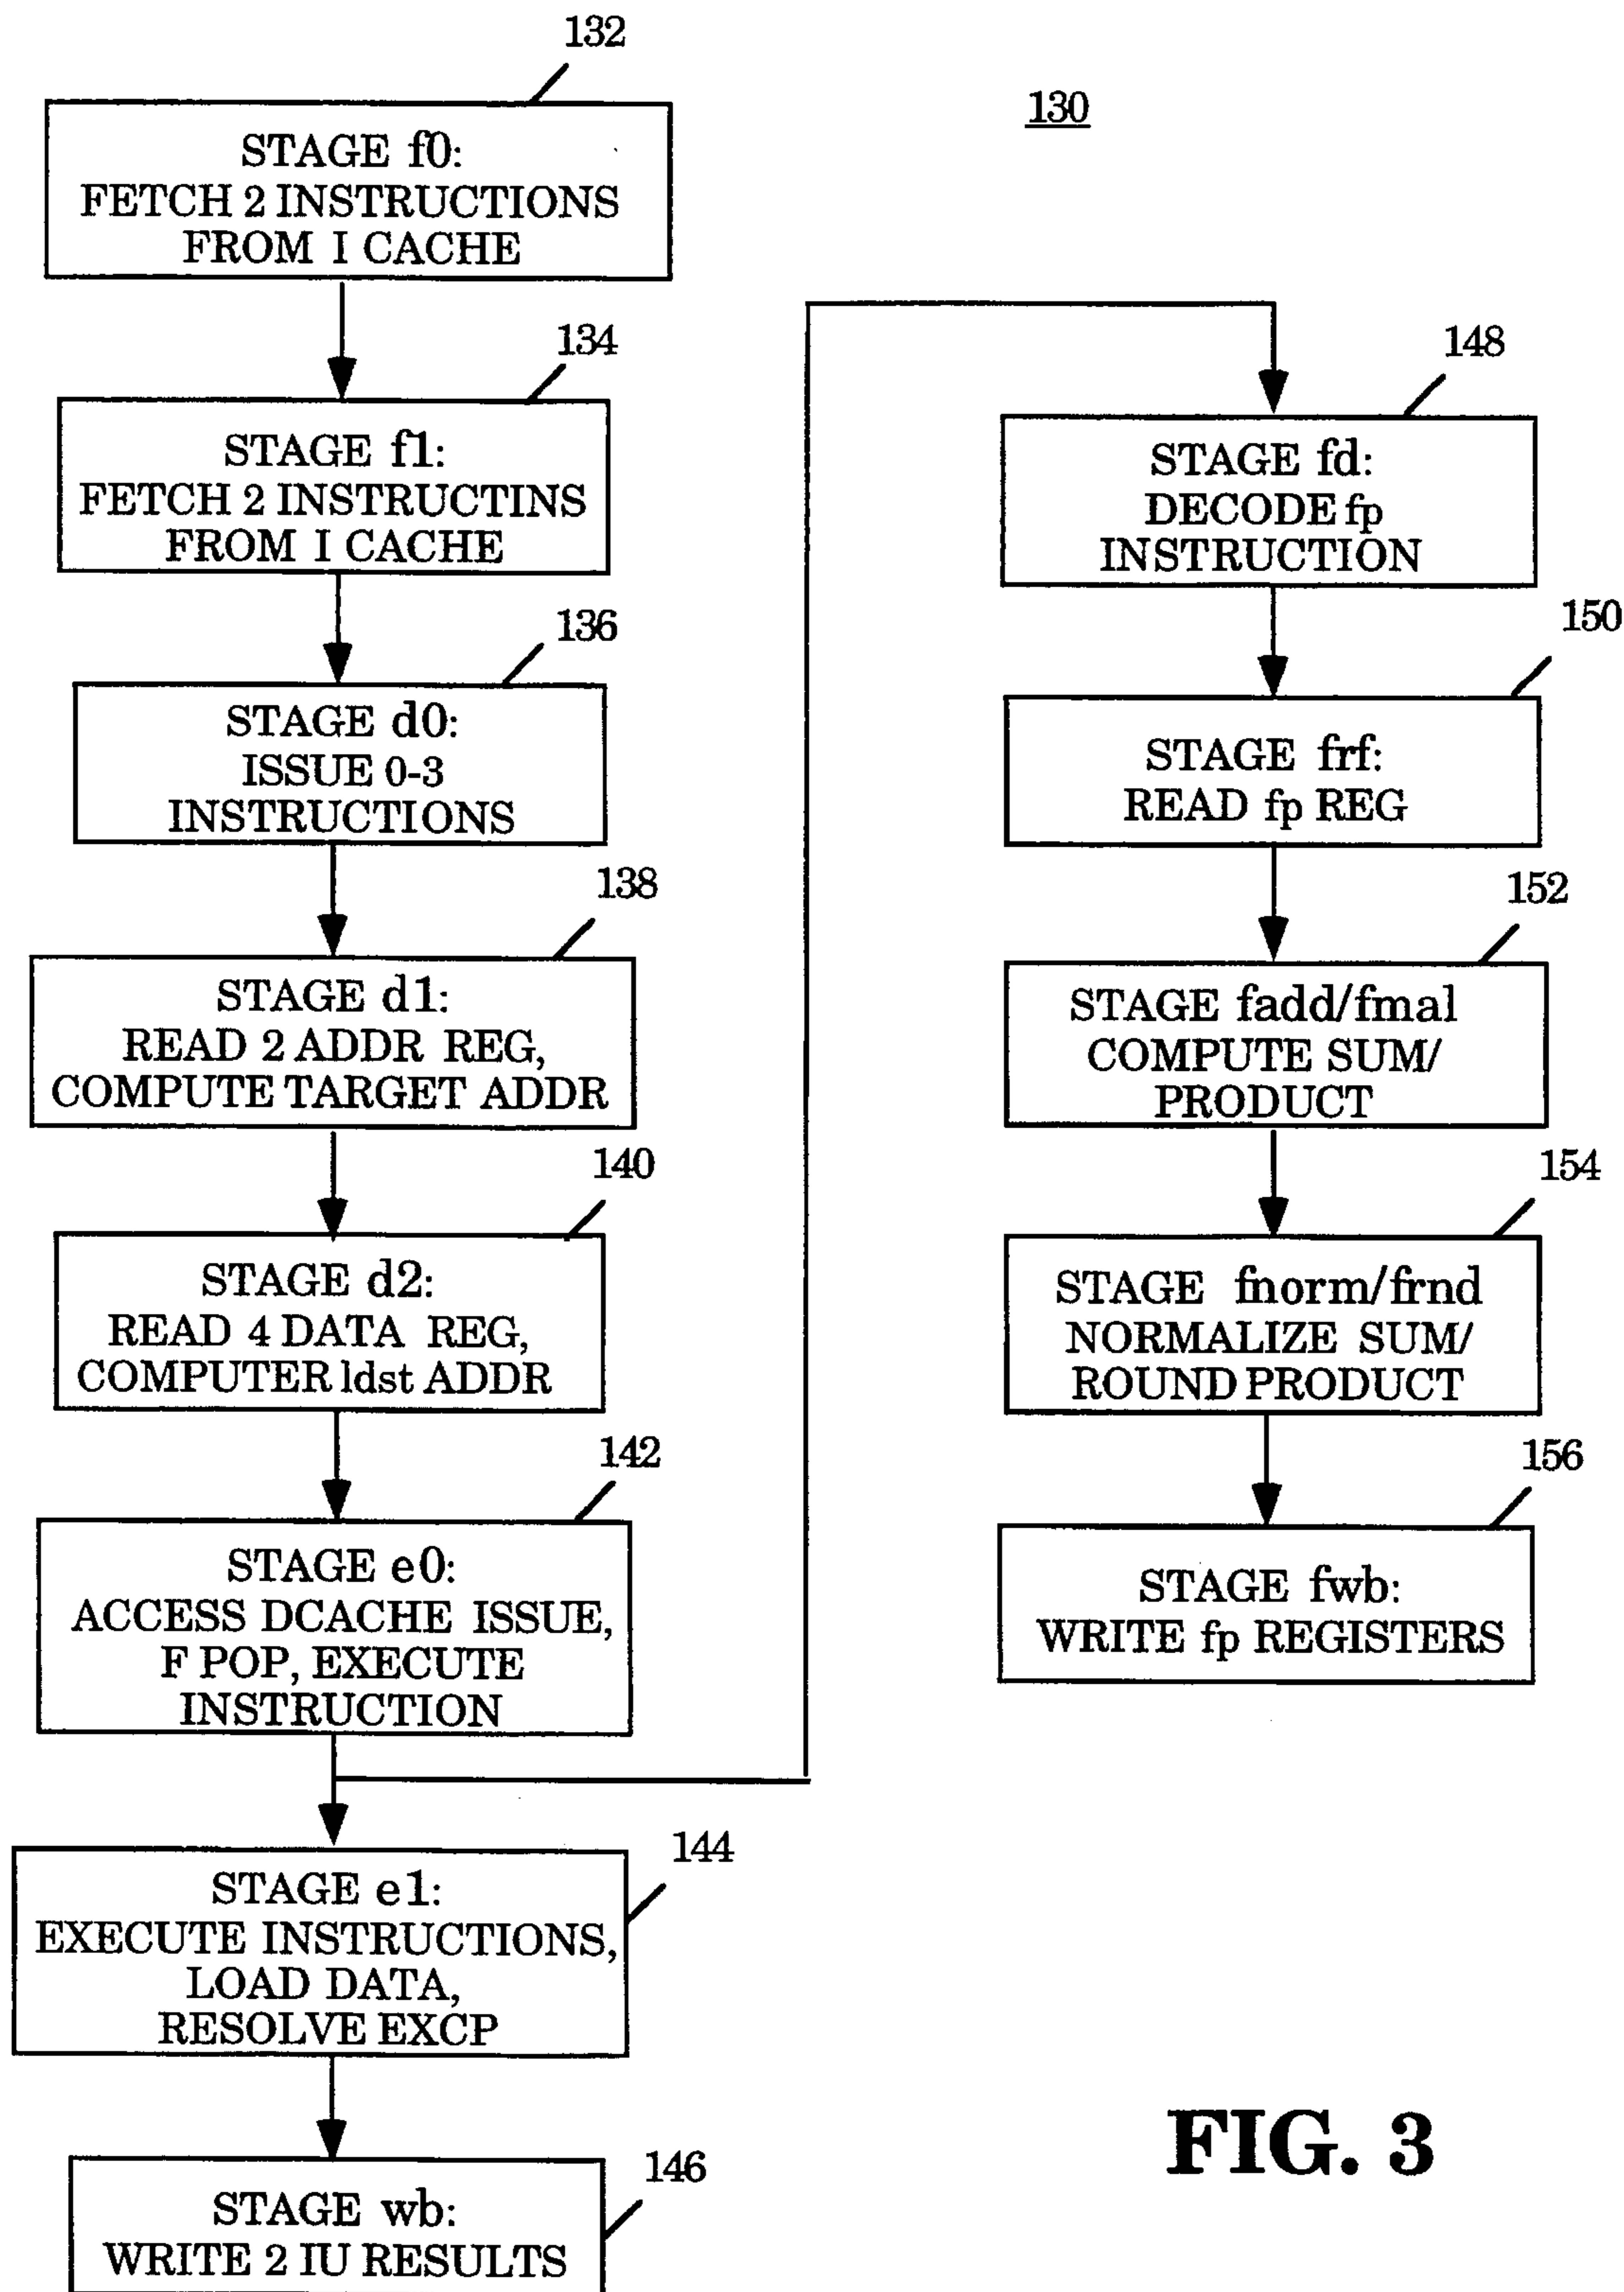 132
130
STAGE f0:
FETCH 2 INSTRUCTIONS
FROM I CACHE
134
STAGE f1:
FETCH 2 INSTRUCTINS
FROM I CACHE
136
STAGE d0:
ISSUE 0-3
INSTRUCTIONS
138
STAGE d1:
READ 2 ADDR REG,
COMPUTE TARGET ADDR
140
STAGE d2:
READ 4 DATA REG,
COMPUTER ldst ADDR
142
STAGE e0:
ACCESS DCACHE ISSUE,
F POP, EXECUTE
INSTRUCTION
144
STAGE e1:
EXECUTE INSTRUCTIONS,
LOAD DATA,
RESOLVE EXCP
146
STAGE wb:
WRITE 2 IU RESULTS
148
STAGE fd:
DECODE fp
INSTRUCTION
150
STAGE frf:
READ fp REG
152
STAGE fadd/fmal
COMPUTE SUM/
PRODUCT
154
STAGE fnorm/frnd
NORMALIZE SUM/
ROUND PRODUCT
156
STAGE fwb:
WRITE fp REGISTERS
FIG. 3